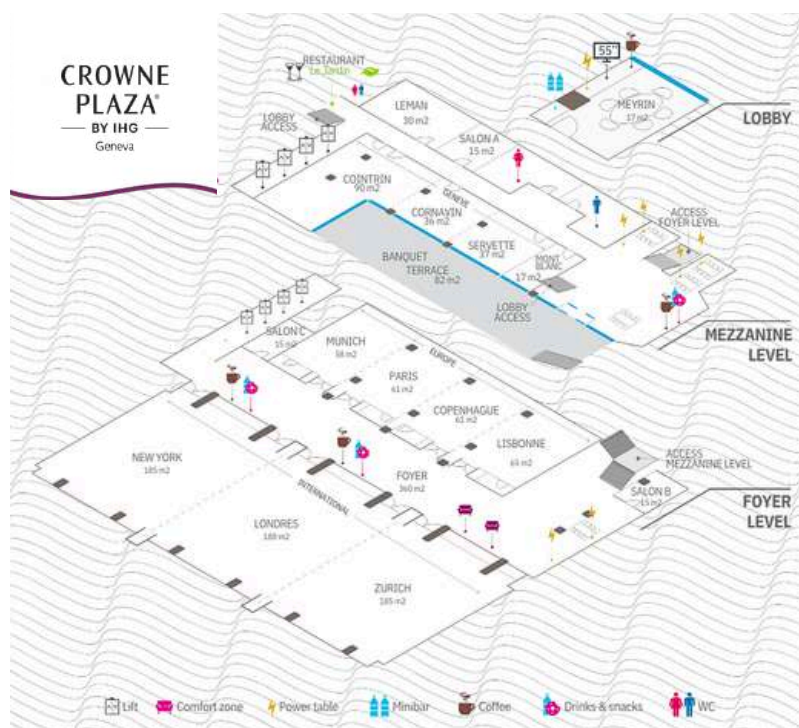 CROWNE
PLAZA
BY IHG
Geneva
RESTAURANT
Le Jardin
LOBBY
ACCESS
LEMAN
30 m2
SALON A
15 m2
55"
MEYRIN
17 m2
LOBBY
COINTRIN
90 m2
GENEVE
CORNAVIN
36 m2
SERVETTE
37 m2
MONT
BLANC
17 m2
ACCESS
FOYER LEVEL
BANQUET
TERRACE
82 m2
LOBBY
ACCESS
MEZZANINE
LEVEL
SALON C
15 m2
MUNICH
EUROPE
PARIS
61 m2
COPENHAGUE
61 m2
LISBONNE
NEW YORK
185 m2
INTERNATIONAL
FOYER
360 m2
LONDRES
188 m2
ZURICH
185 m2
ACCESS
MEZZANINE LEVEL
SALON B
15 m2
FOYER
LEVEL
Lift
Comfort zone
Power table
Minibar
Coffee
Drinks & snacks
WC